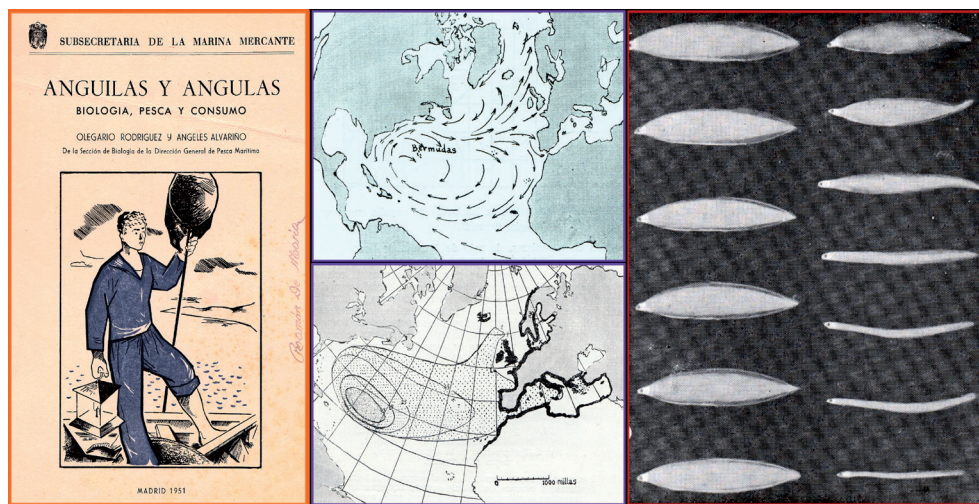 SUBSECRETARIA DE LA MARINA MERCANTE
ANGUILAS Y ANGULAS
BIOLOGIA, PESCA Y CONSUMO
OLEGARIO RODRIGUEZ Y ANGELES ALVARIÑO
De la Sección de Biología de la Dirección General de Pesca Marítima
MADRID 1951
Bermudas
0 1000 millas